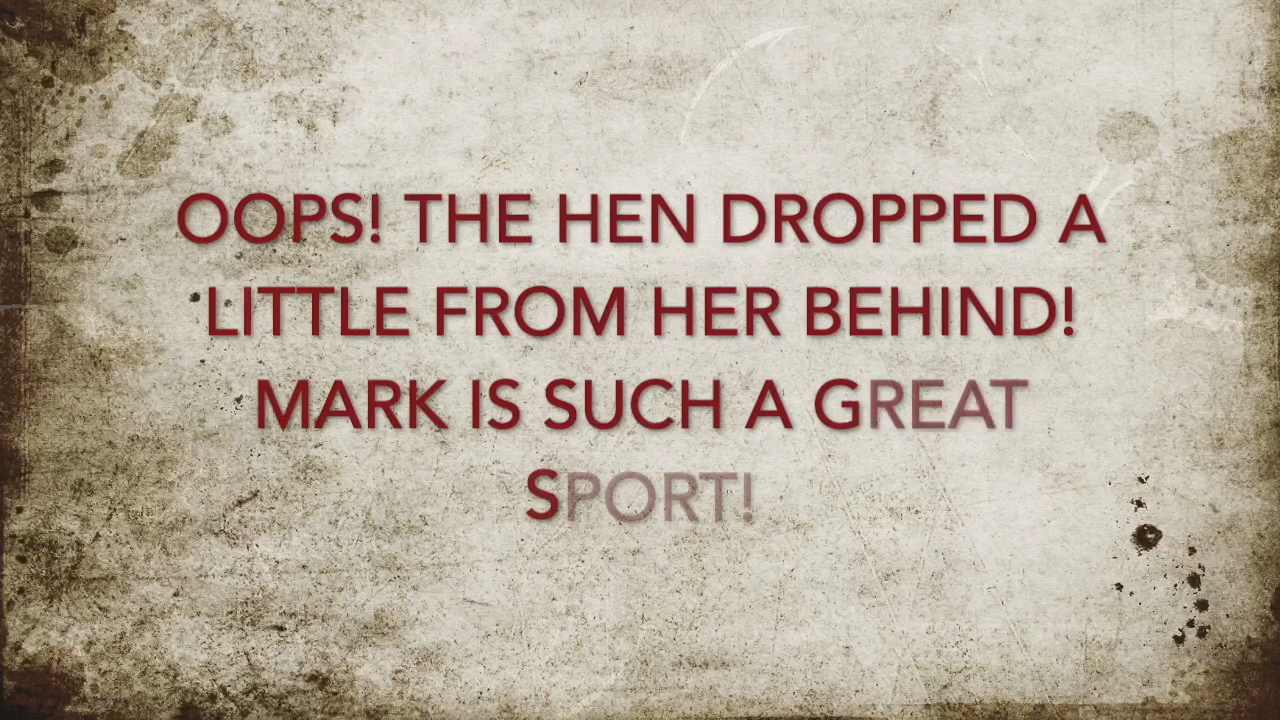 OOPS! THE HEN DROPPED A
LITTLE FROM HER BEHIND!
MARK IS SUCH A GREAT
SPORT!